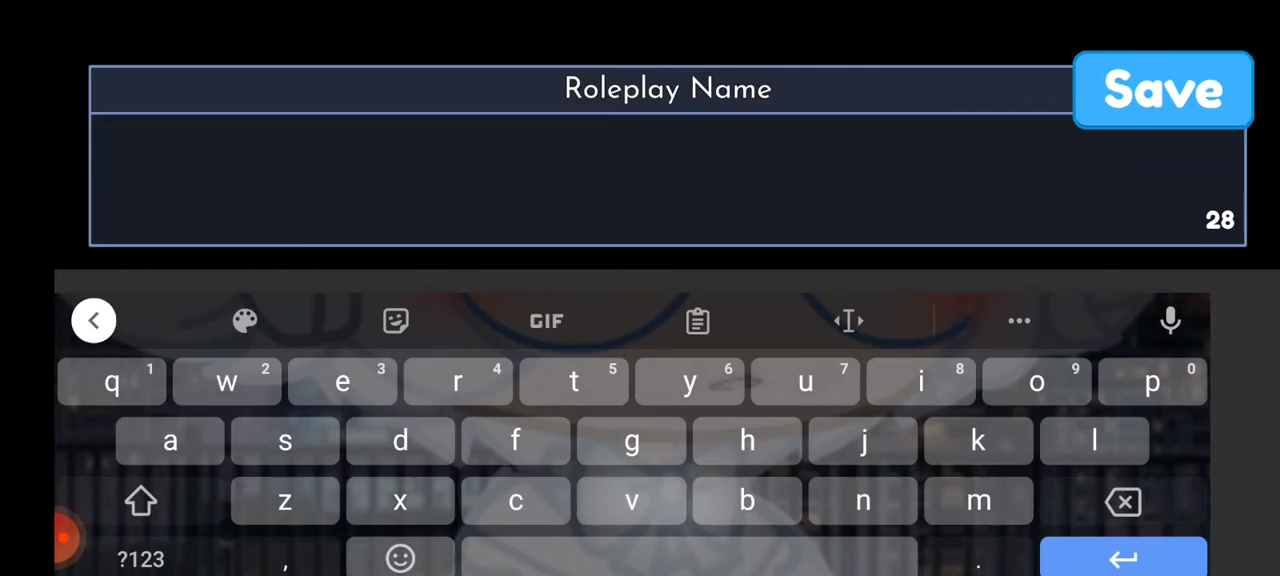 Roleplay Name
Save
28
GIF
q 1 w 2 e 3 r 4 t 5 y 6 u 7 i 8 o 9 p 0
a s d f g h j k l
z x c v b n m
?123 , .